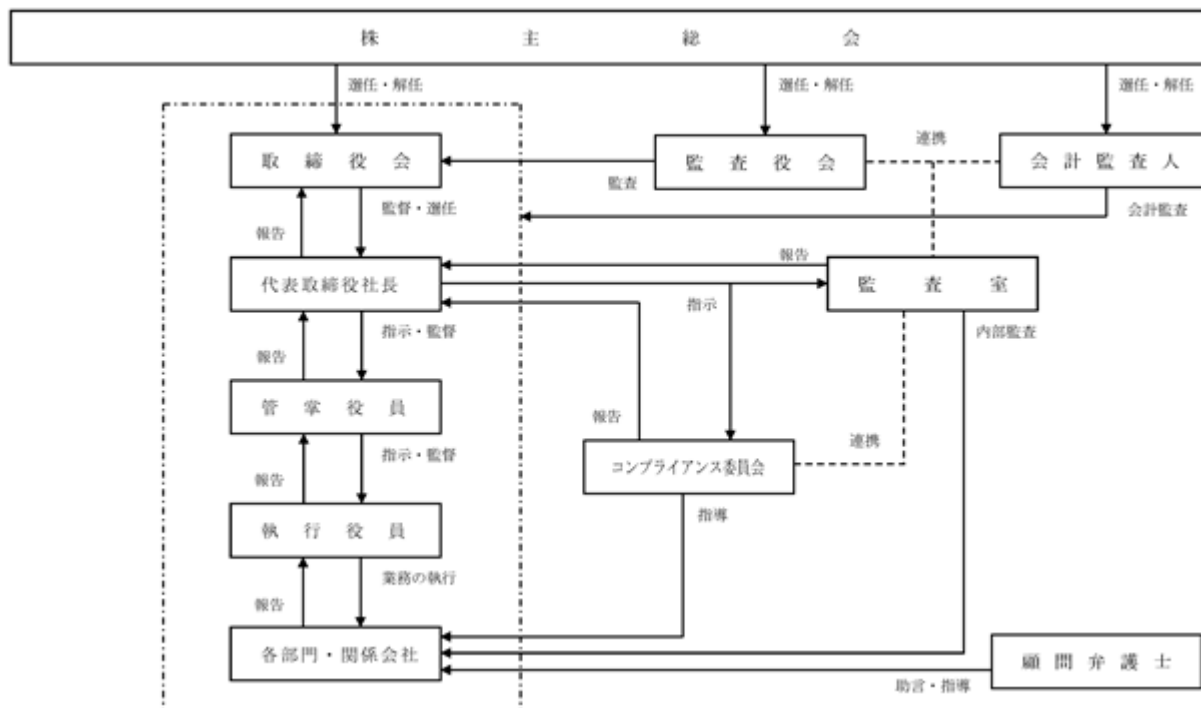 株主総会
選任・解任
選任・解任
選任・解任
取締役会
監査役会
連携
会計監査人
監査
監督・選任
会計監査
報告
報告
代表取締役社長
監査室
指示
指示・監督
内部監査
報告
管掌役員
報告
連携
指示・監督
コンプライアンス委員会
報告
指導
執行役員
業務の執行
報告
各部門・関係会社
顧問弁護士
助言・指導